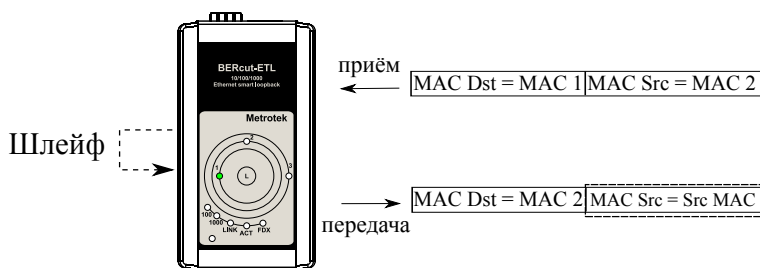 BERcut-ETL
10/100/1000
Ethernet smart loopback
Metrotek
2
1
3
L
100
1000
LINK
ACT
FDX
Шлейф
приём
MAC Dst = MAC 1 MAC Src = MAC 2
передача
MAC Dst = MAC 2 MAC Src = Src MAC